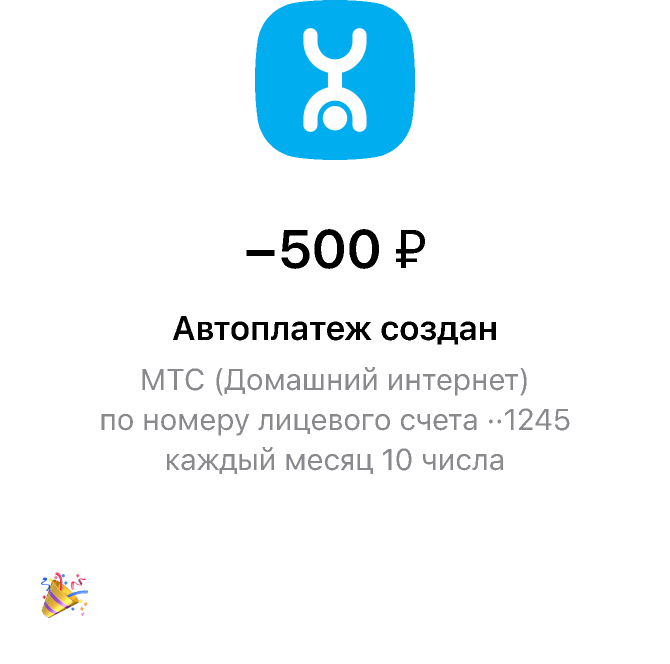 –500 ₽
Автоплатеж создан
МТС (Домашний интернет)
по номеру лицевого счета ··1245
каждый месяц 10 числа